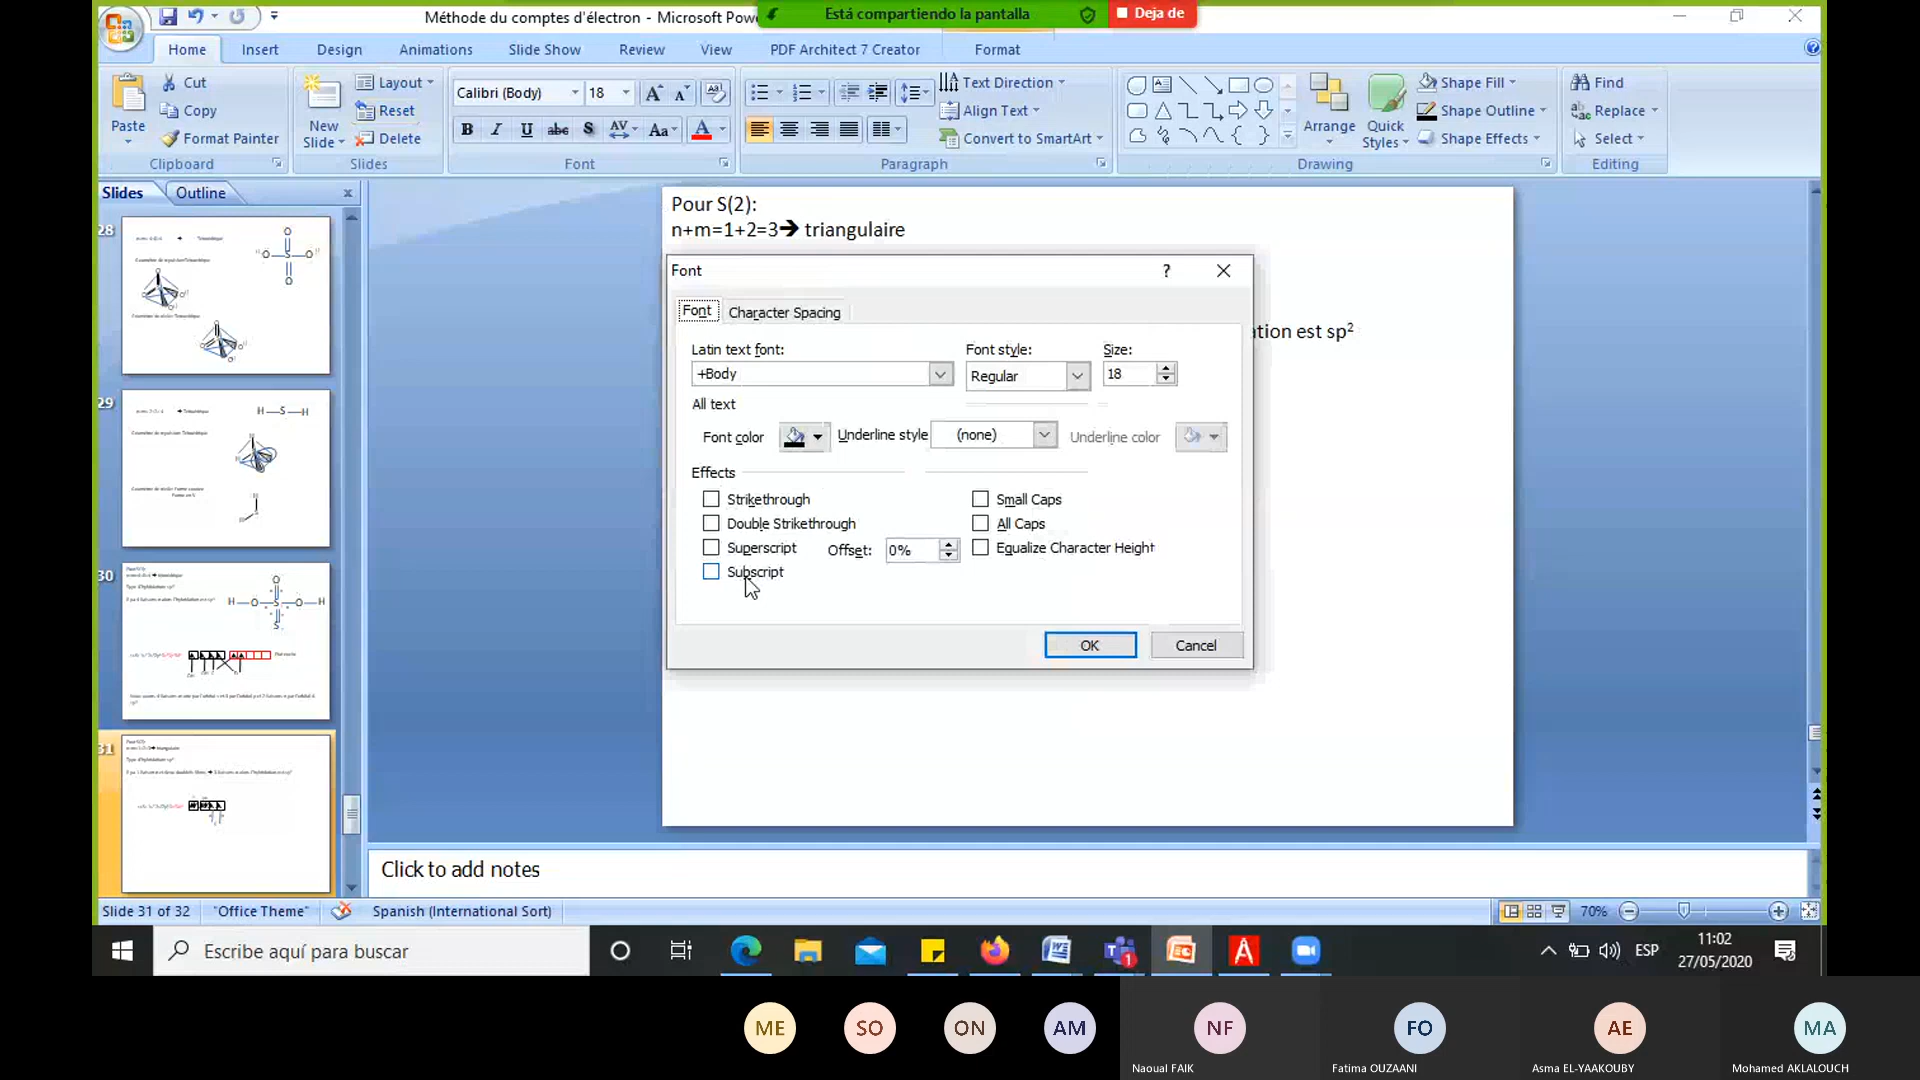 Méthode du comptes d'électron - Microsoft Pow
Está compartiendo la pantalla
Deja de
Home
Insert
Design
Animations
Slide Show
Review
View
PDF Architect 7 Creator
Format
Paste
Cut
Copy
Format Painter
Clipboard
New
Slide
Layout
Reset
Delete
Slides
Calibri (Body)
18
Font
Text Direction
Align Text
Convert to SmartArt
Paragraph
Arrange
Quick
Styles
Shape Fill
Shape Outline
Shape Effects
Drawing
Find
Replace
Select
Editing
Slides
Outline
28
29
H—S—H
30
31
Pour S(2):
n+m=1+2=3➔ triangulaire
ation est sp²
Font
?
Font
Character Spacing
Latin text font:
+Body
Font style:
Regular
Size:
18
All text
Font color
Underline style
(none)
Underline color
Effects
Strikethrough
Double Strikethrough
Superscript
Offset: 0%
Subscript
Small Caps
All Caps
Equalize Character Height
OK
Cancel
Click to add notes
Slide 31 of 32
"Office Theme"
Spanish (International Sort)
70%
Escribe aquí para buscar
ESP
11:02
27/05/2020
ME
SO
ON
AM
NF
FO
AE
MA
Naoual FAIK
Fatima OUZAANI
Asma EL-YAAKOUBY
Mohamed AKLALOUCH